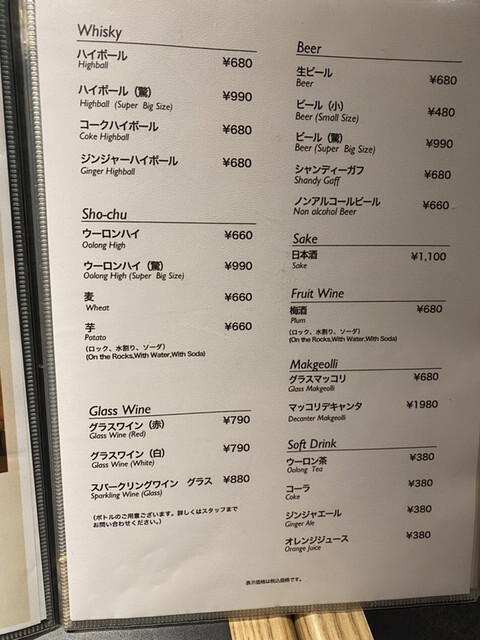 Whisky
ハイボール ¥680
Highball
ハイボール（驚） ¥990
Highball (Super Big Size)
コークハイボール ¥680
Coke Highball
ジンジャーハイボール ¥680
Ginger Highball
Sho-chu
ウーロンハイ ¥660
Oolong High
ウーロンハイ（驚） ¥990
Oolong High (Super Big Size)
麦 ¥660
Wheat
芋 ¥660
Potato
(ロック、水割り、ソーダ)
(On the Rocks,With Water,With Soda)
Glass Wine
グラスワイン（赤） ¥790
Glass Wine (Red)
グラスワイン（白） ¥790
Glass Wine (White)
スパークリングワイン グラス ¥880
Sparkling Wine (Glass)
(ボトルのご用意ございます。詳しくはスタッフまで
お問い合わせください。)
Beer
生ビール ¥680
Beer
ビール（小） ¥480
Beer (Small Size)
ビール（驚） ¥990
Beer (Super Big Size)
シャンディーガフ ¥680
Shandy Gaff
ノンアルコールビール ¥660
Non alcohol Beer
Sake
日本酒 ¥1,100
Sake
Fruit Wine
梅酒 ¥680
Plum
(ロック、水割り、ソーダ)
(On the Rocks,With Water,With Soda)
Makgeolli
グラスマッコリ ¥680
Glass Makgeolli
マッコリデキャンタ ¥1980
Decanter Makgeolli
Soft Drink
ウーロン茶 ¥380
Oolong Tea
コーラ ¥380
Coke
ジンジャエール ¥380
Ginger Ale
オレンジジュース ¥380
Orange Juice
表示価格は税込価格です。